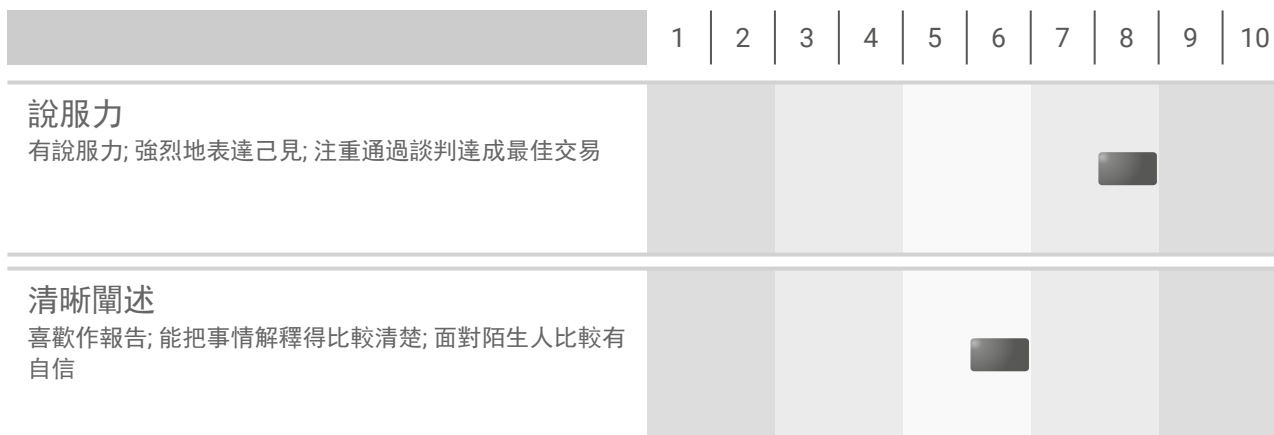 1 2 3 4 5 6 7 8 9 10
說服力
有說服力; 強烈地表達己見; 注重通過談判達成最佳交易
清晰闡述
喜歡作報告; 能把事情解釋得比較清楚; 面對陌生人比較有
自信